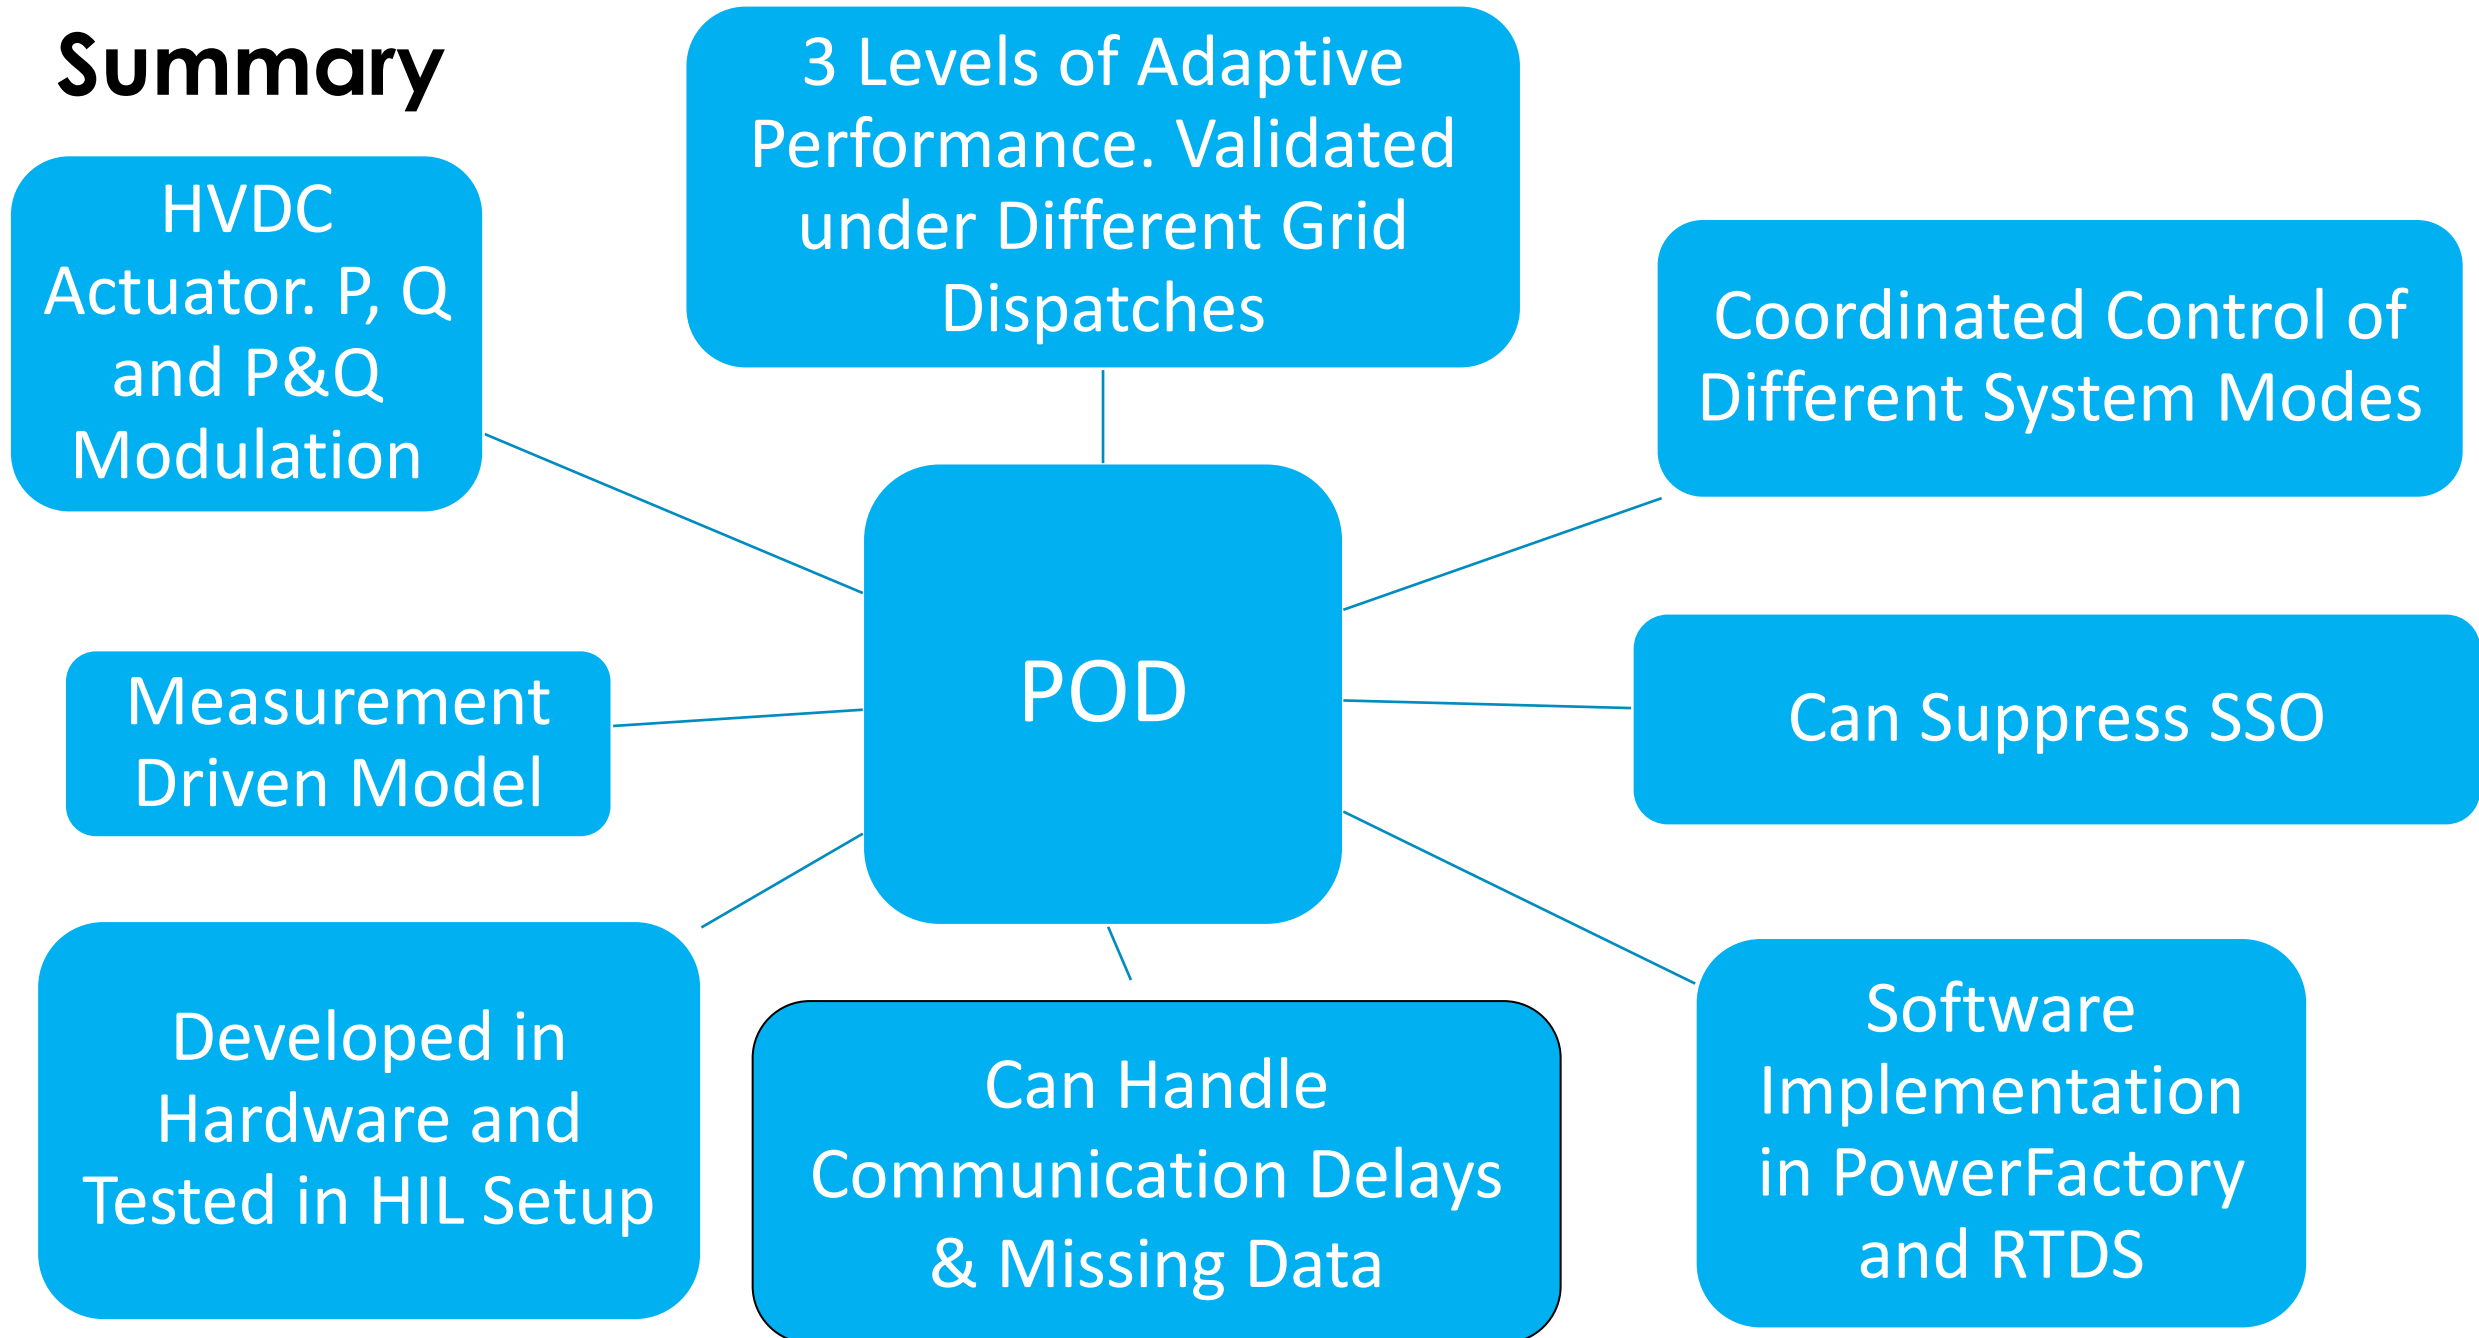 Summary
3 Levels of Adaptive
Performance. Validated
under Different Grid
Dispatches
HVDC
Actuator. P, Q
and P&Q
Modulation
Coordinated Control of
Different System Modes
POD
Measurement
Driven Model
Can Suppress SSO
Developed in
Hardware and
Tested in HIL Setup
Can Handle
Communication Delays
& Missing Data
Software
Implementation
in PowerFactory
and RTDS